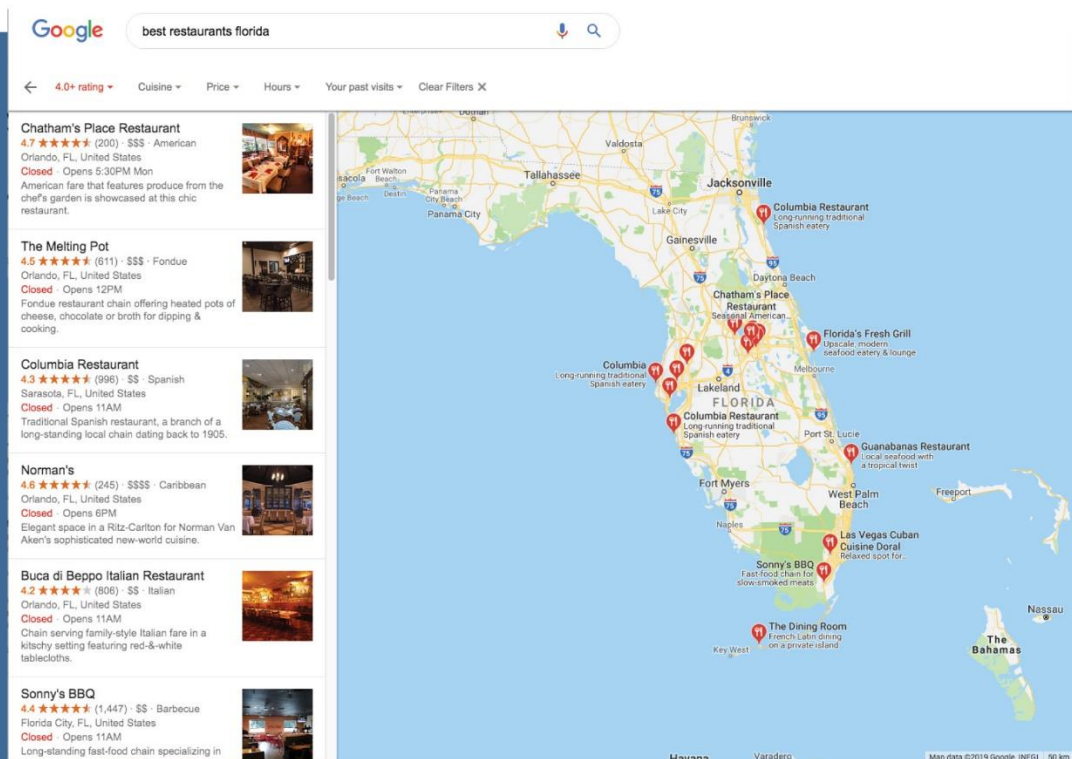 Google
best restaurants florida
4.0+ rating
Cuisine
Price
Hours
Your past visits
Clear Filters X
Chatham's Place Restaurant
4.7 (200) · $$$ · American
Orlando, FL, United States
Closed · Opens 5:30PM Mon
American fare that features produce from the
chef's garden is showcased at this chic
restaurant.
The Melting Pot
4.5 (611) · $$$ · Fondue
Orlando, FL, United States
Closed · Opens 12PM
Fondue restaurant chain offering heated pots of
cheese, chocolate or broth for dipping &
cooking.
Columbia Restaurant
4.3 (996) · $$ · Spanish
Sarasota, FL, United States
Closed · Opens 11AM
Traditional Spanish restaurant, a branch of a
long-standing local chain dating back to 1905.
Norman's
4.6 (245) · $$$$ · Caribbean
Orlando, FL, United States
Closed · Opens 6PM
Elegant space in a Ritz-Carlton for Norman Van
Aken's sophisticated new-world cuisine.
Buca di Beppo Italian Restaurant
4.2 (806) · $$ · Italian
Orlando, FL, United States
Closed · Opens 11AM
Chain serving family-style Italian fare in a
kitschy setting featuring red-&-white
tablecloths.
Sonny's BBQ
4.4 (1,447) · $$ · Barbecue
Florida City, FL, United States
Closed · Opens 11AM
Long-standing fast-food chain specializing in
Dothan
Brunswick
Valdosta
Tallahassee
Fort Walton
Beach
Destin
Panama
City Beach
Panama City
75
Lake City
Jacksonville
Columbia Restaurant
Long-running traditional
Spanish eatery
Gainesville
75
95
Daytona Beach
Chatham's Place
Restaurant
Seasonal American...
Florida's Fresh Grill
Upscale, modern
seafood eatery & lounge
Melbourne
Columbia
Long-running traditional
Spanish eatery
4
Lakeland
FLORIDA
Columbia Restaurant
Long-running traditional
Spanish eatery
95
Port St. Lucie
75
Guanabanas Restaurant
Local seafood with
a tropical twist
Fort Myers
75
West Palm
Beach
Freeport
Naples
75
Las Vegas Cuban
Cuisine Doral
Relaxed spot for...
Sonny's BBQ
Fast-food chain for
slow-smoked meats
Nassau
The Dining Room
French-Latin dining
on a private island
Key West
The
Bahamas
Havana
Varadero
Map data ©2019 Google, INEGI
50 km